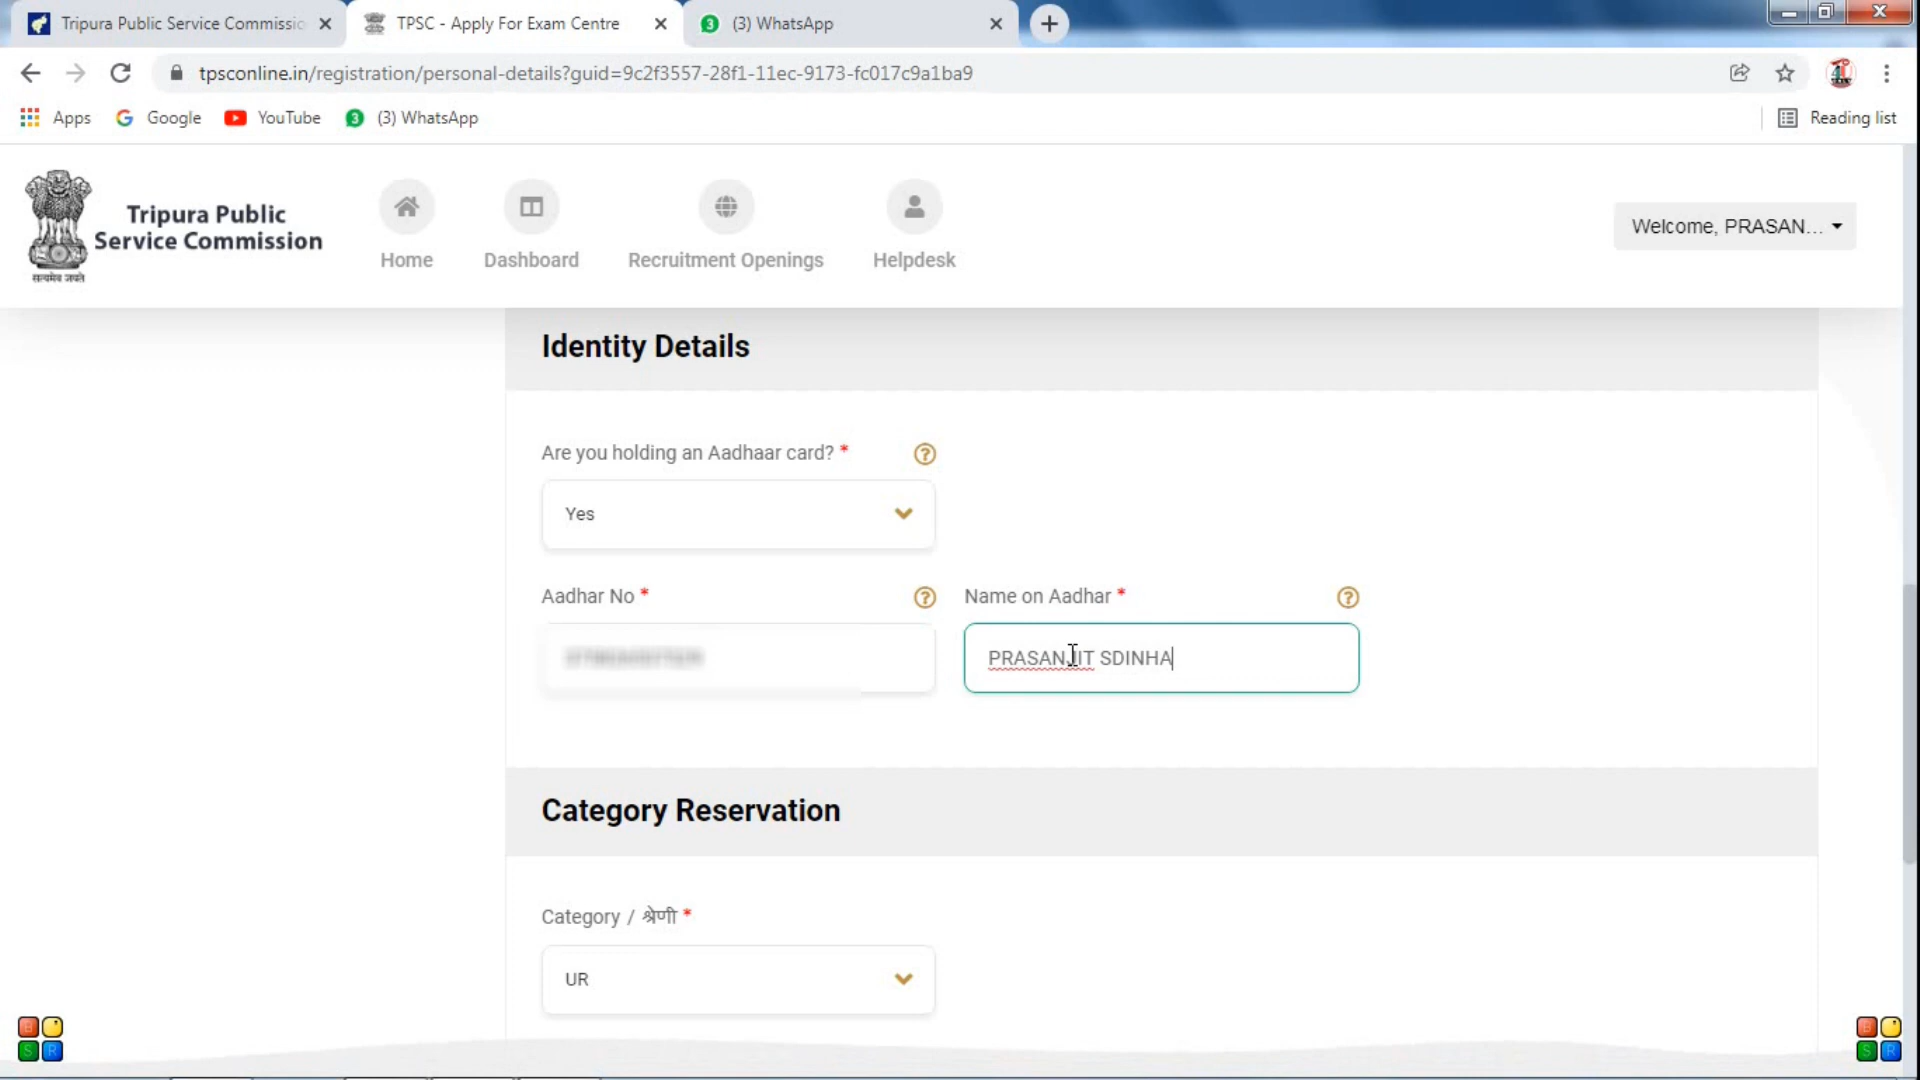 Tripura Public Service Commissio
TPSC - Apply For Exam Centre
(3) WhatsApp
tpsconline.in/registration/personal-details?guid=9c2f3557-28f1-11ec-9173-fc017c9a1ba9
Apps Google YouTube (3) WhatsApp Reading list
Tripura Public
Service Commission
सत्यमेव जयते
Home Dashboard Recruitment Openings Helpdesk
Welcome, PRASAN...
Identity Details
Are you holding an Aadhaar card? *
Yes
Aadhar No * Name on Aadhar *
PRASANJIT SDINHA
Category Reservation
Category / श्रेणी *
UR
B
S R
B
S R